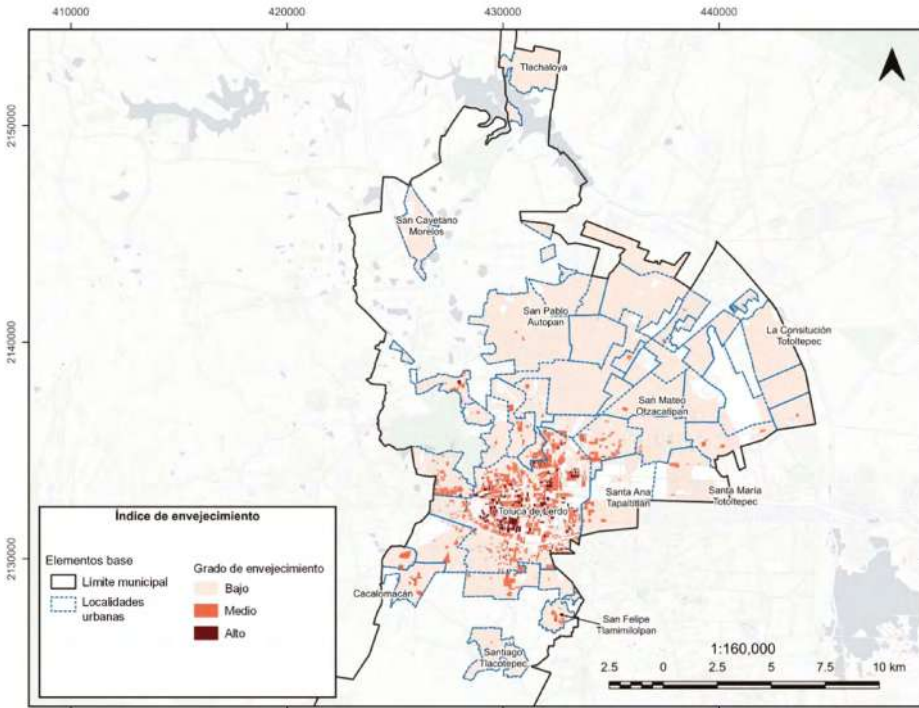 410000
420000
430000
440000
2150000
2140000
2130000
Tlachaloya
San Cayetano
Morelos
San Pablo
Autopan
La Consitución
Totoltepec
San Mateo
Otzacatipan
Santa Ana
Tapaltitlán
Santa María
Totoltepec
Toluca de Lerdo
Cacalomacán
San Felipe
Tlamimilolpan
Santiago
Tlacotepec
Índice de envejecimiento
Elementos base
Límite municipal
Localidades
urbanas
Grado de envejecimiento
Bajo
Medio
Alto
1:160,000
2.5 0 2.5 5 7.5 10 km